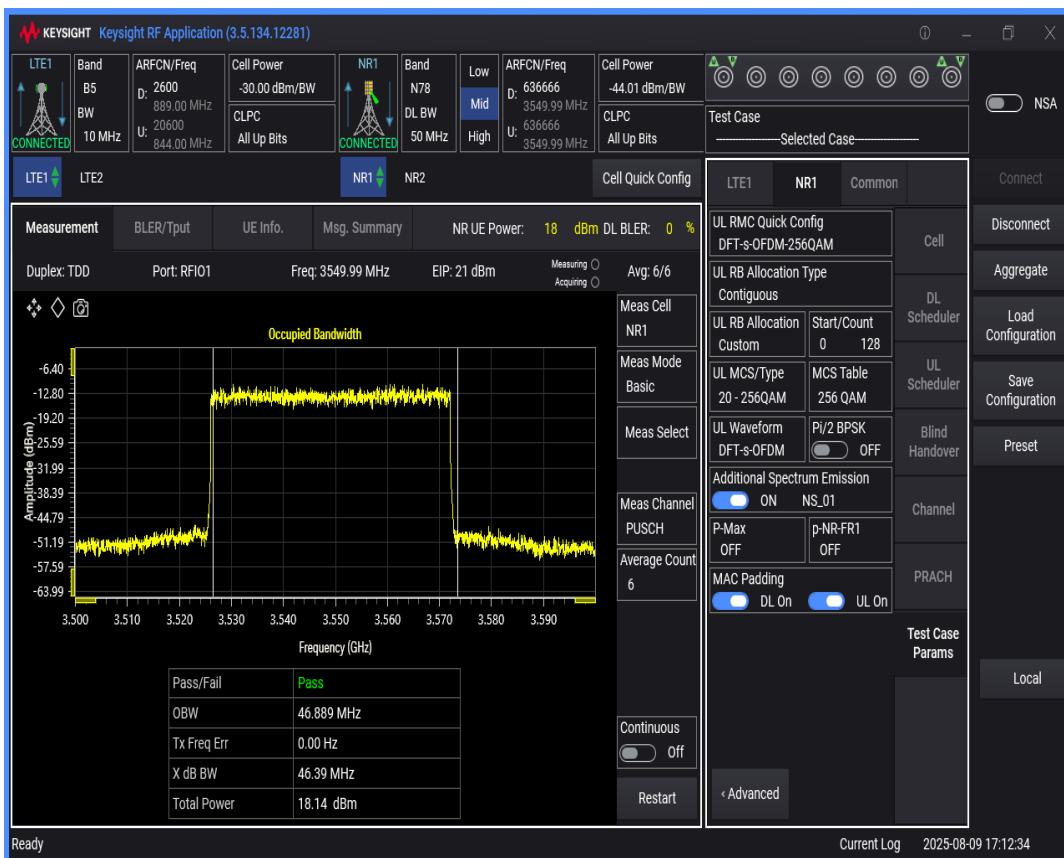 KEYSIGHT Keysight RF Application (3.5.134.12281)
LTE1
CONNECTED
Band
B5
BW
10 MHz
ARFCN/Freq
D: 2600
889.00 MHz
U: 20600
844.00 MHz
Cell Power
-30.00 dBm/BW
CLPC
All Up Bits
NR1
CONNECTED
Band
N78
DL BW
50 MHz
Low
Mid
High
ARFCN/Freq
D: 636666
3549.99 MHz
U: 636666
3549.99 MHz
Cell Power
-44.01 dBm/BW
CLPC
All Up Bits
Test Case
----------------Selected Case----------------
NSA
LTE1 LTE2 NR1 NR2 Cell Quick Config
Measurement BLER/Tput UE Info. Msg. Summary NR UE Power: 18 dBm DL BLER: 0 %
Duplex: TDD Port: RFIO1 Freq: 3549.99 MHz EIP: 21 dBm Measuring Avg: 6/6
Acquiring
Occupied Bandwidth
Amplitude (dBm)
-6.40
-12.80
-19.20
-25.59
-31.99
-38.39
-44.79
-51.19
-57.59
-63.99
3.500 3.510 3.520 3.530 3.540 3.550 3.560 3.570 3.580 3.590
Frequency (GHz)
Pass/Fail Pass
OBW 46.889 MHz
Tx Freq Err 0.00 Hz
X dB BW 46.39 MHz
Total Power 18.14 dBm
Meas Cell
NR1
Meas Mode
Basic
Meas Select
Meas Channel
PUSCH
Average Count
6
Continuous
Off
Restart
LTE1 NR1 Common
UL RMC Quick Config
DFT-s-OFDM-256QAM
UL RB Allocation Type
Contiguous
UL RB Allocation
Custom
Start/Count
0 128
UL MCS/Type
20 - 256QAM
MCS Table
256 QAM
UL Waveform
DFT-s-OFDM
Pi/2 BPSK
OFF
Additional Spectrum Emission
ON NS_01
P-Max
OFF
p-NR-FR1
OFF
MAC Padding
DL On UL On
‹ Advanced
Cell
DL
Scheduler
UL
Scheduler
Blind
Handover
Channel
PRACH
Test Case
Params
Connect
Disconnect
Aggregate
Load
Configuration
Save
Configuration
Preset
Local
Ready Current Log 2025-08-09 17:12:34